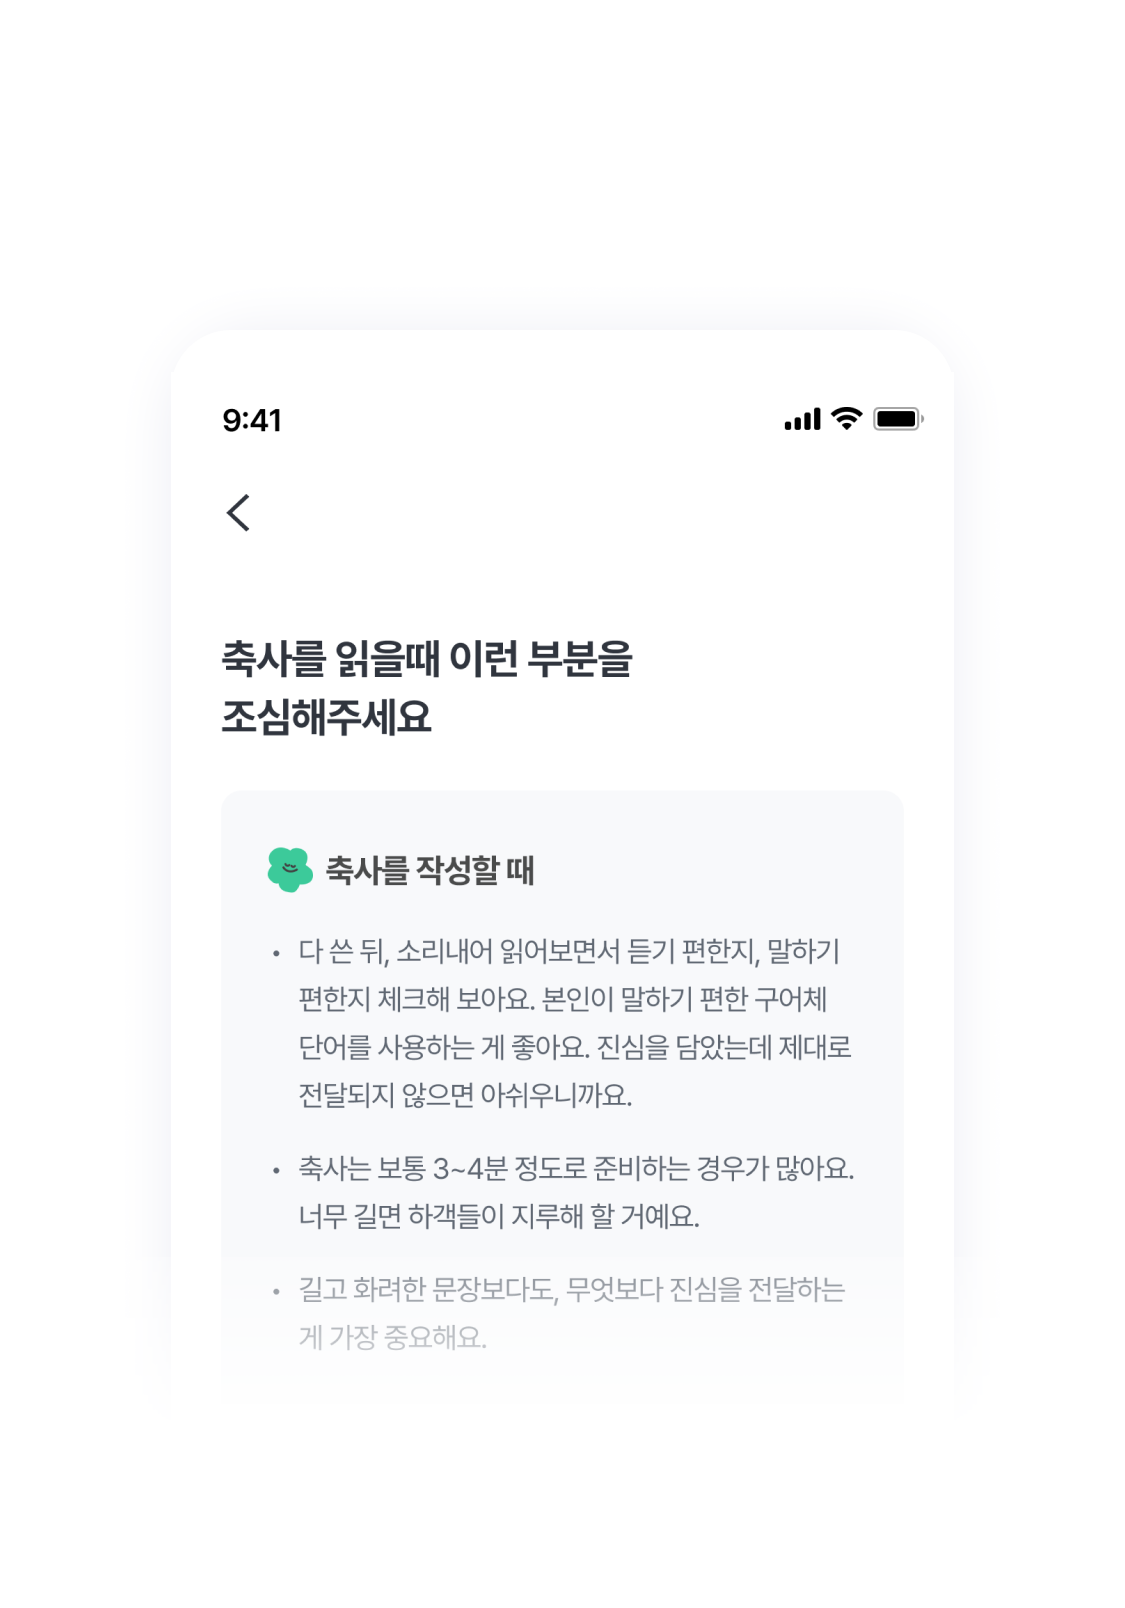 9:41
축사를 읽을때 이런 부분을
조심해주세요
축사를 작성할 때
• 다 쓴 뒤, 소리내어 읽어보면서 듣기 편한지, 말하기
편한지 체크해 보아요. 본인이 말하기 편한 구어체
단어를 사용하는 게 좋아요. 진심을 담았는데 제대로
전달되지 않으면 아쉬우니까요.
• 축사는 보통 3~4분 정도로 준비하는 경우가 많아요.
너무 길면 하객들이 지루해 할 거예요.
• 길고 화려한 문장보다도, 무엇보다 진심을 전달하는
게 가장 중요해요.